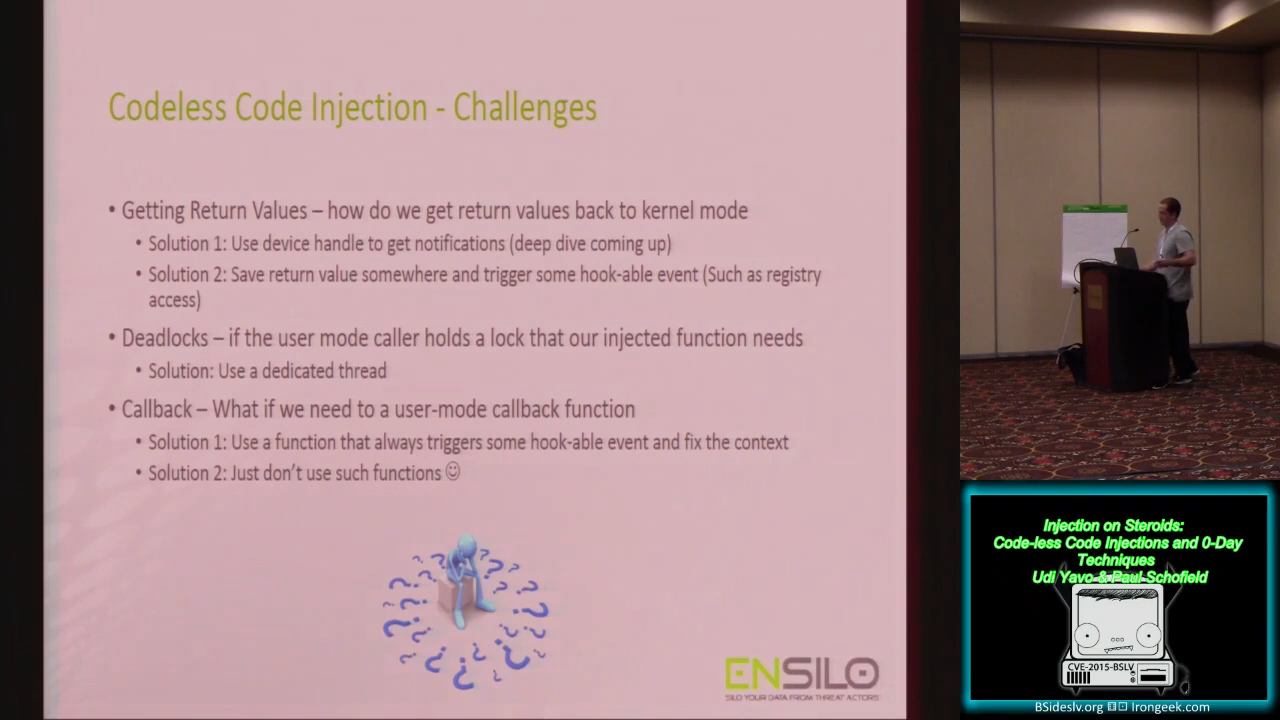 Codeless Code Injection - Challenges
• Getting Return Values – how do we get return values back to kernel mode
• Solution 1: Use device handle to get notifications (deep dive coming up)
• Solution 2: Save return value somewhere and trigger some hook-able event (Such as registry
access)
• Deadlocks – if the user mode caller holds a lock that our injected function needs
• Solution: Use a dedicated thread
• Callback – What if we need to a user-mode callback function
• Solution 1: Use a function that always triggers some hook-able event and fix the context
• Solution 2: Just don't use such functions ☺
ENSILO
SILO YOUR DATA FROM THREAT ACTORS
Injection on Steroids:
Code-less Code Injections and 0-Day
Techniques
Udi Yavo & Paul Schofield
CVE-2015-BSLV
BSideslv.org Irongeek.com